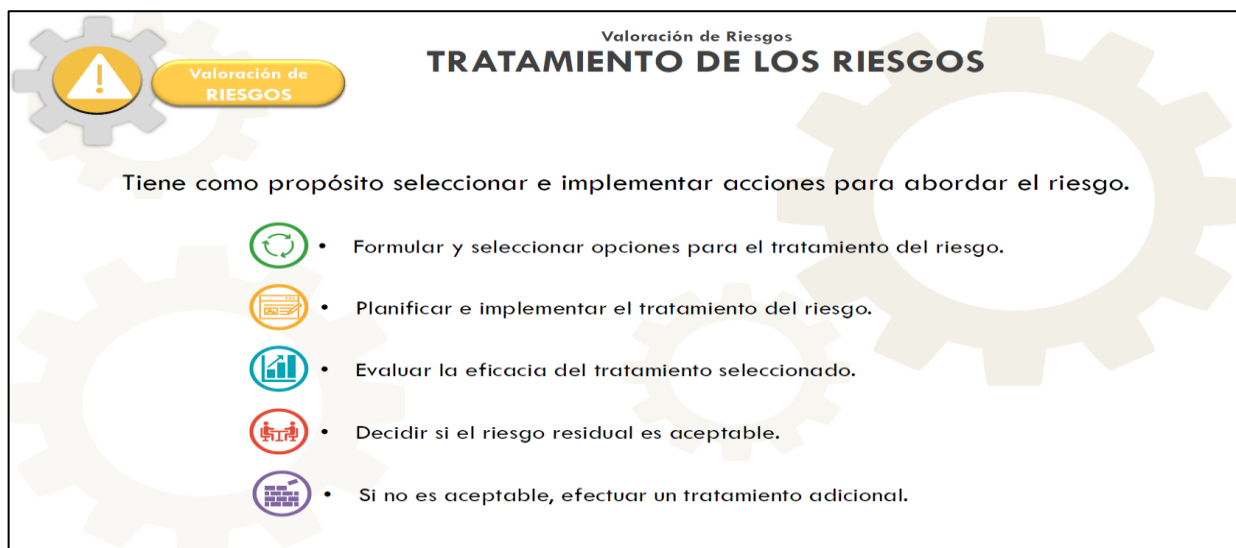 Valoración de Riesgos
TRATAMIENTO DE LOS RIESGOS
Valoración de
RIESGOS
Tiene como propósito seleccionar e implementar acciones para abordar el riesgo.
• Formular y seleccionar opciones para el tratamiento del riesgo.
• Planificar e implementar el tratamiento del riesgo.
• Evaluar la eficacia del tratamiento seleccionado.
• Decidir si el riesgo residual es aceptable.
• Si no es aceptable, efectuar un tratamiento adicional.